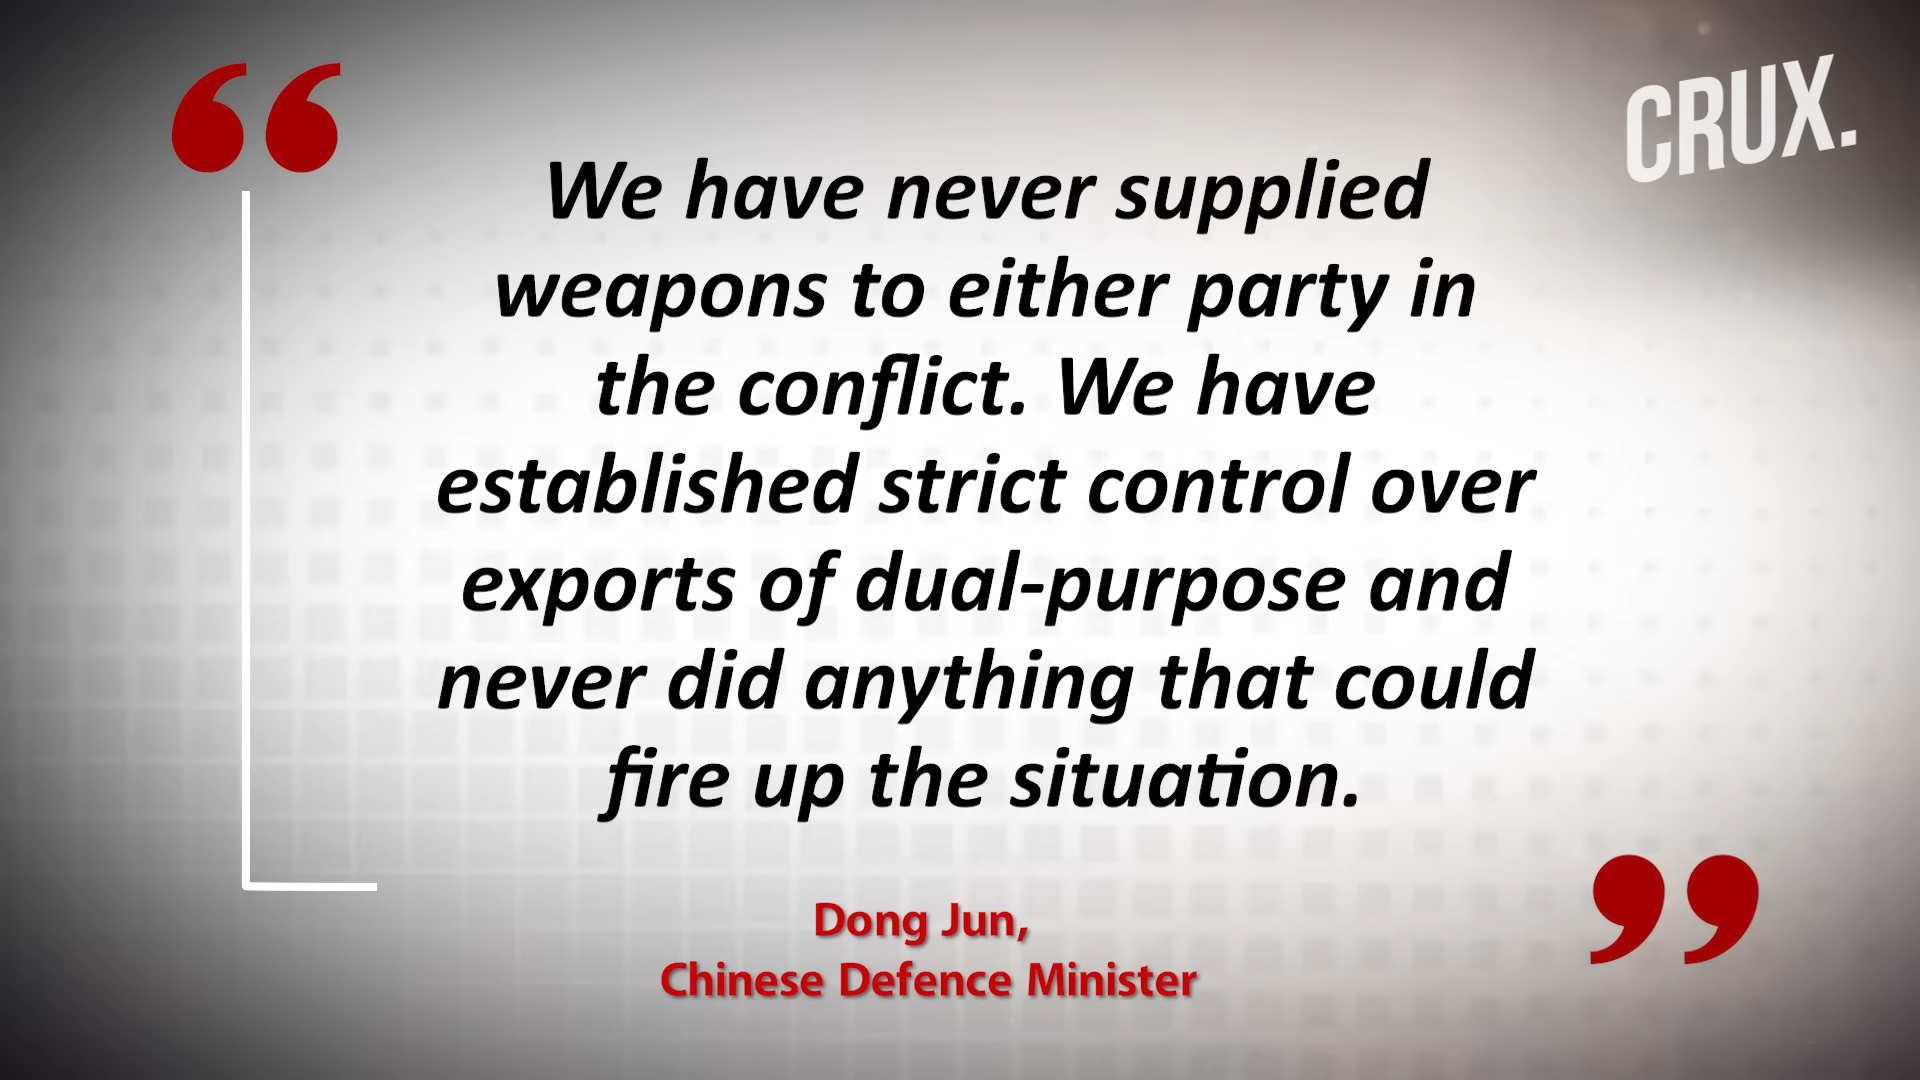 CRUX.
We have never supplied
weapons to either party in
the conflict. We have
established strict control over
exports of dual-purpose and
never did anything that could
fire up the situation.
Dong Jun,
Chinese Defence Minister